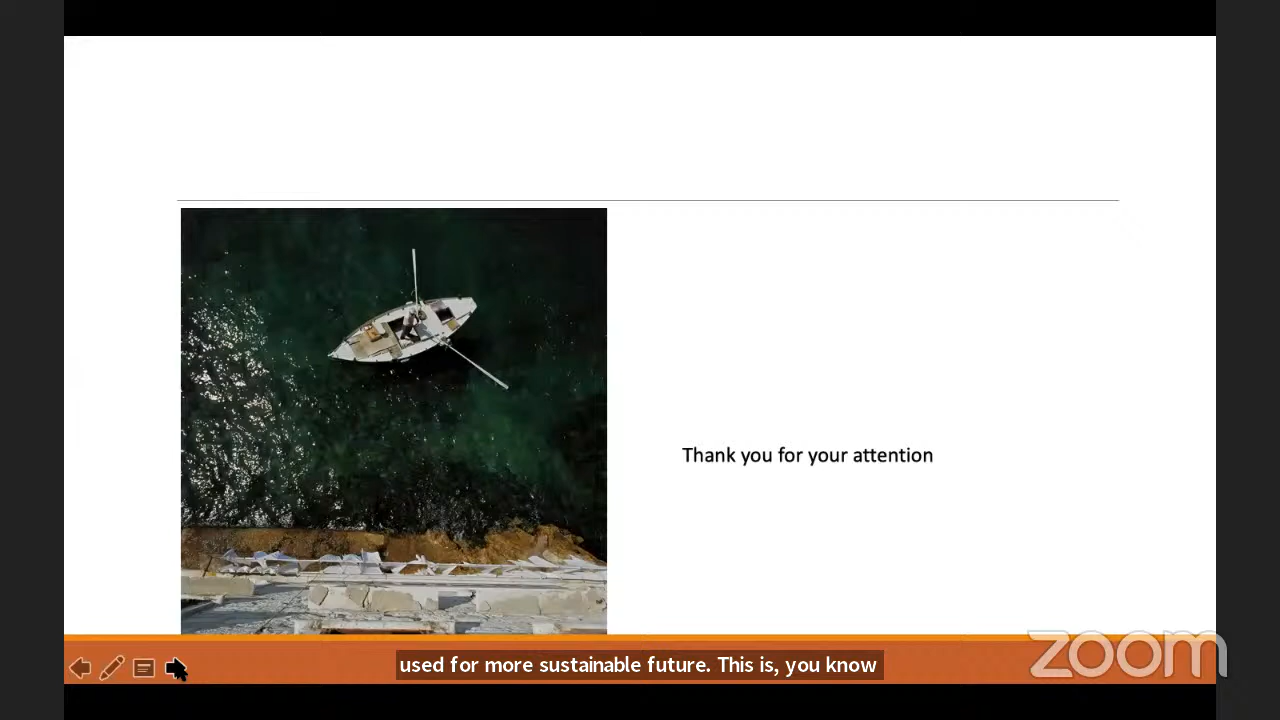 Thank you for your attention
used for more sustainable future. This is, you know
zoom